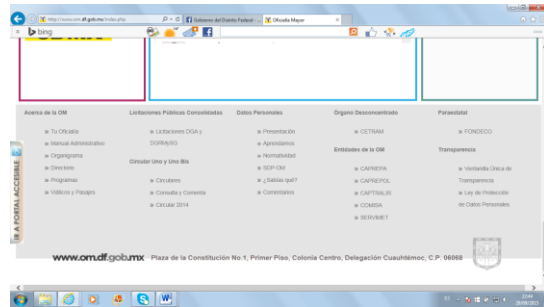 http://www.om.df.gob.mx/index.php
Gobierno del Distrito Federal
Oficialía Mayor
bing
Acerca de la OM
» Tu Oficialía
» Manual Administrativo
» Organigrama
» Directorio
» Programas
» Viáticos y Pasajes
Licitaciones Públicas Consolidadas
» Licitaciones DGA y
DGRMSG
Circular Uno y Uno Bis
» Circulares
» Consulta y Comenta
» Circular 2014
Datos Personales
» Presentación
» Aprendamos
» Normatividad
» SDP-OM
» ¿Sabías qué?
» Comentarios
Órgano Desconcentrado
» CETRAM
Entidades de la OM
» CAPREPA
» CAPREPOL
» CAPTRALIR
» COMISA
» SERVIMET
Paraestatal
» FONDECO
Transparencia
» Ventanilla Única de
Transparencia
» Ley de Protección
de Datos Personales
IR A PORTAL ACCESIBLE
www.om.df.gob.mx Plaza de la Constitución No.1, Primer Piso, Colonia Centro, Delegación Cuauhtémoc, C.P. 06068